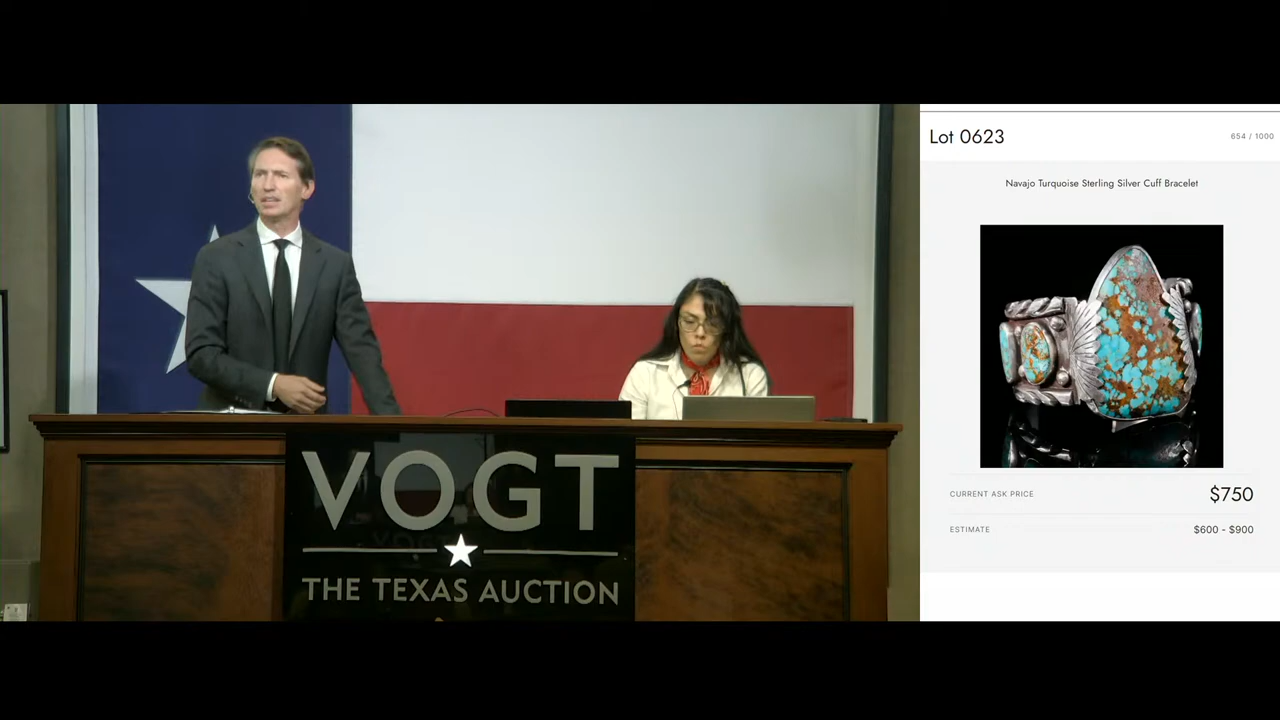 VOGT
THE TEXAS AUCTION
Lot 0623
654 / 1000
Navajo Turquoise Sterling Silver Cuff Bracelet
CURRENT ASK PRICE
$750
ESTIMATE
$600 - $900